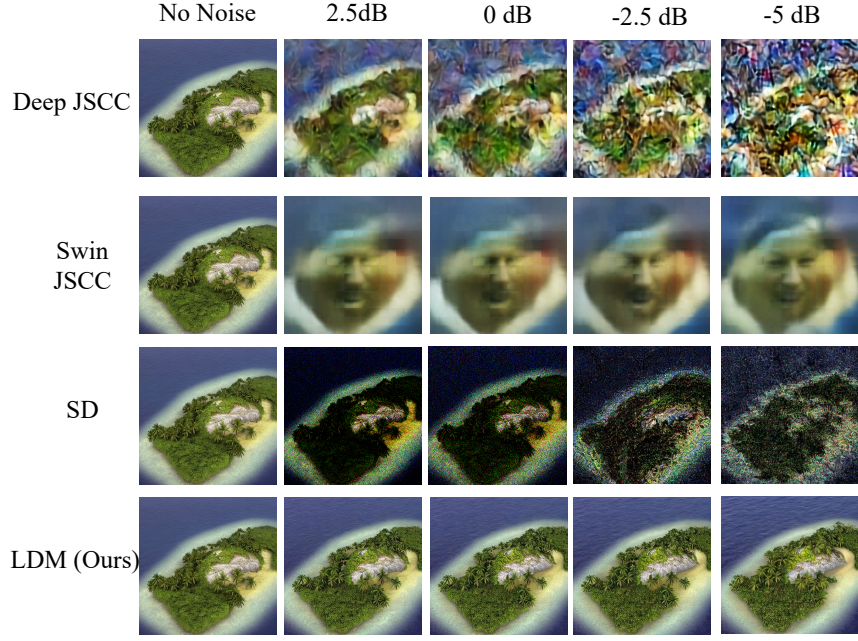 No Noise 2.5dB 0 dB -2.5 dB -5 dB
Deep JSCC
Swin
JSCC
SD
LDM (Ours)